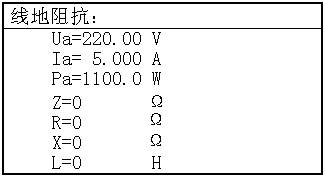 线地阻抗：
Ua=220.00 V
Ia= 5.000 A
Pa=1100.0 W
Z=0 Ω
R=0 Ω
X=0 Ω
L=0 H